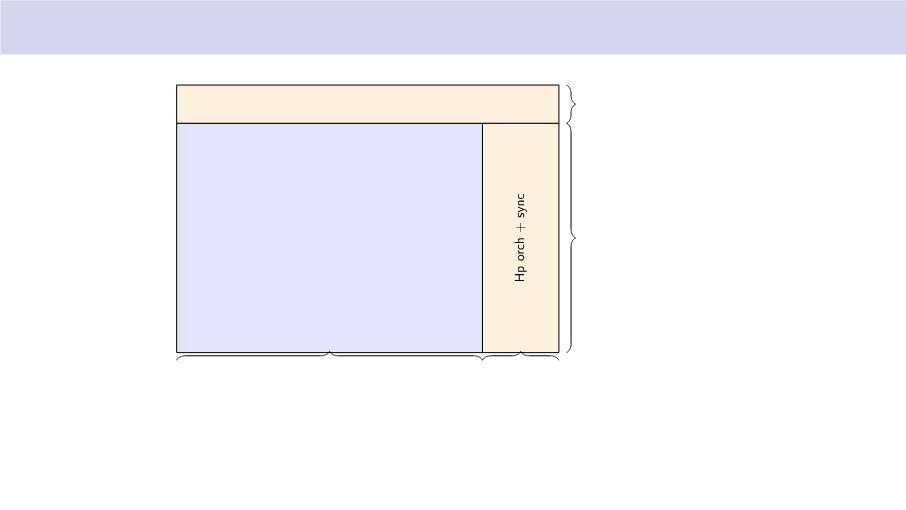 Hp orch + sync